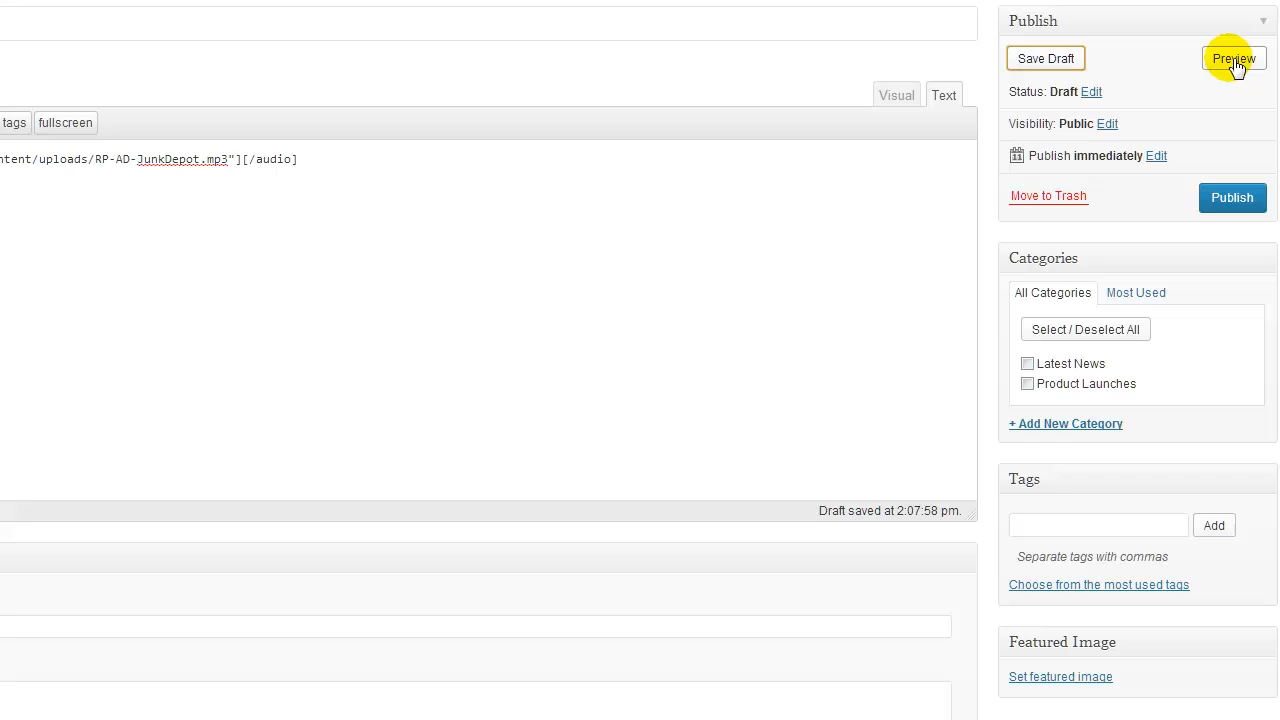 Publish
Save Draft
Preview
Status: Draft Edit
Visual
Text
tags
fullscreen
Visibility: Public Edit
ntent/uploads/RP-AD-JunkDepot.mp3"][/audio]
11 Publish immediately Edit
Move to Trash
Publish
Categories
All Categories
Most Used
Select / Deselect All
Latest News
Product Launches
+ Add New Category
Tags
Draft saved at 2:07:58 pm.
Add
Separate tags with commas
Choose from the most used tags
Featured Image
Set featured image